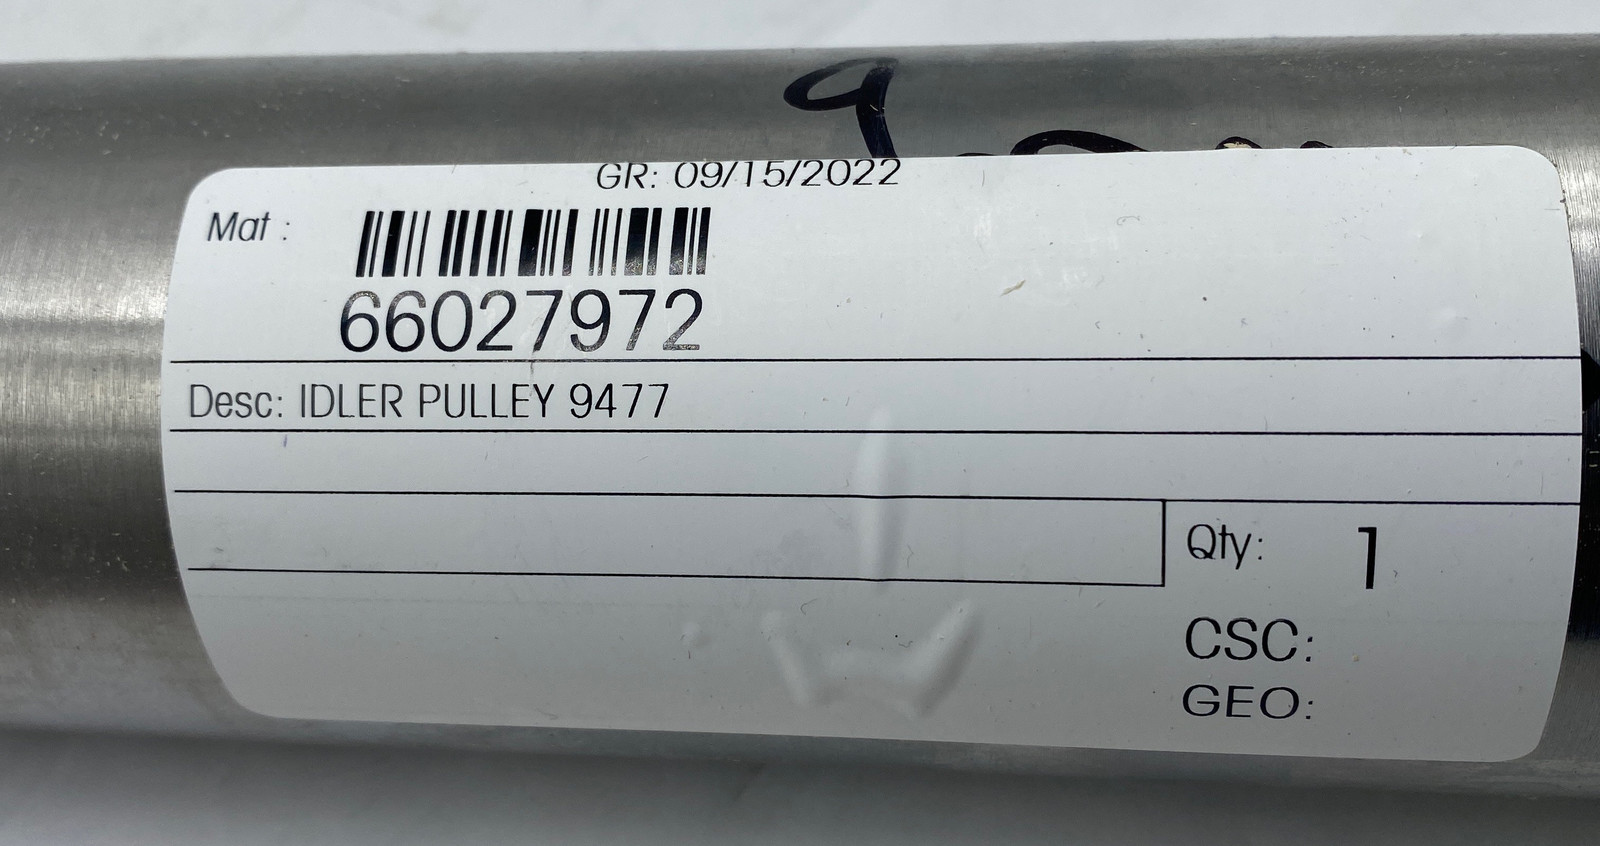 GR: 09/15/2022
Mat :
66027972
Desc: IDLER PULLEY 9477
Qty: 1
CSC:
GEO: